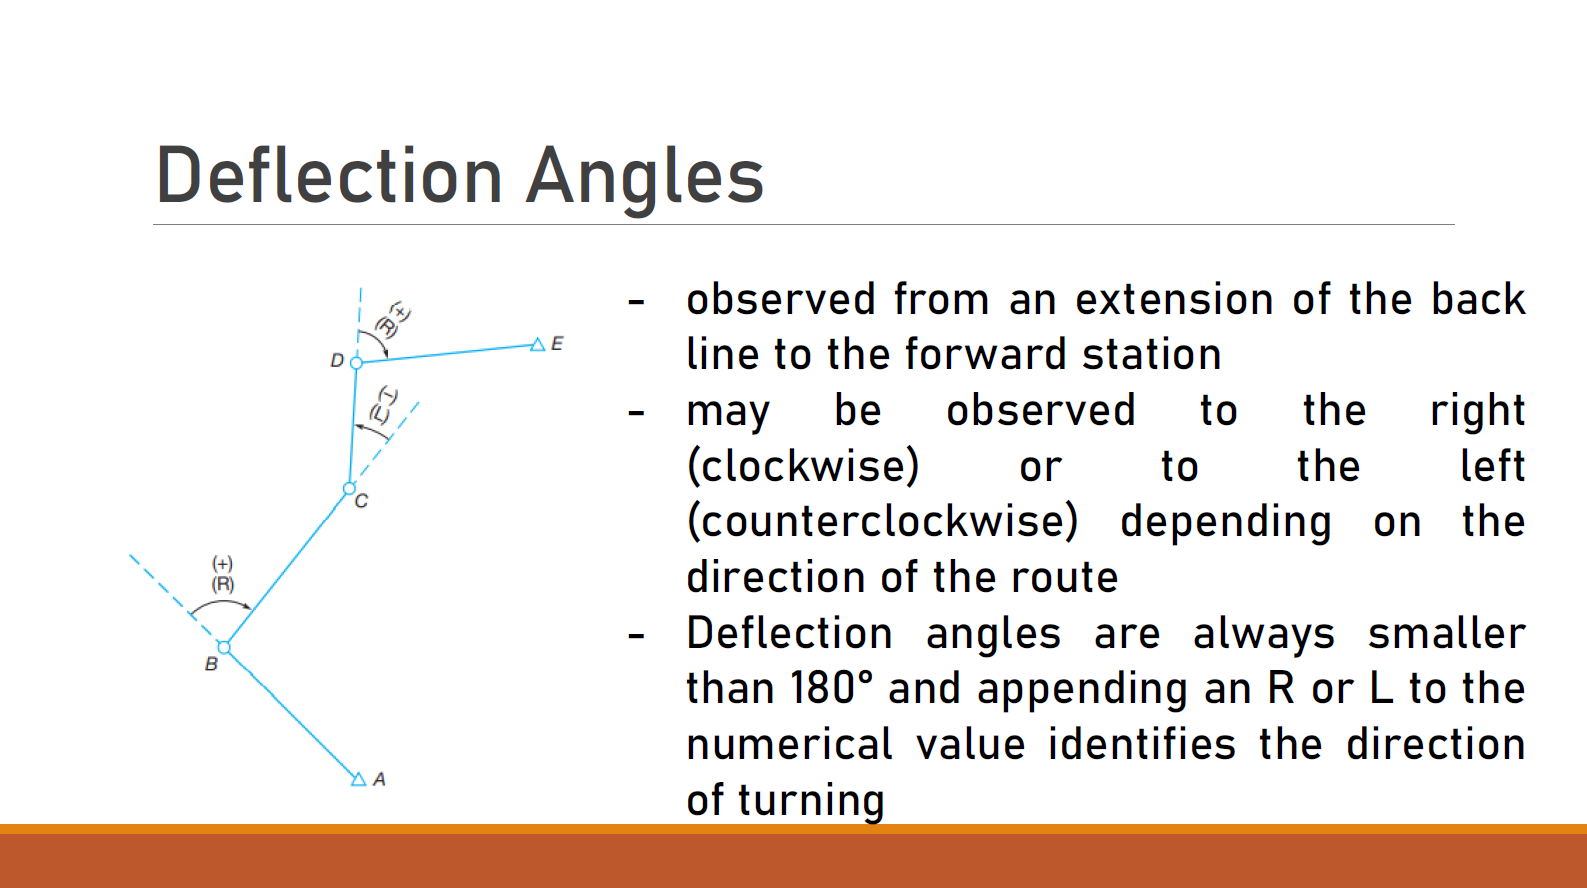 Deflection Angles
- observed from an extension of the back
line to the forward station
- may be observed to the right
(clockwise) or to the left
(counterclockwise) depending on the
direction of the route
- Deflection angles are always smaller
than 180° and appending an R or L to the
numerical value identifies the direction
of turning
(R)(+)
D
E
(L)(-)
C
(+)
(R)
B
A